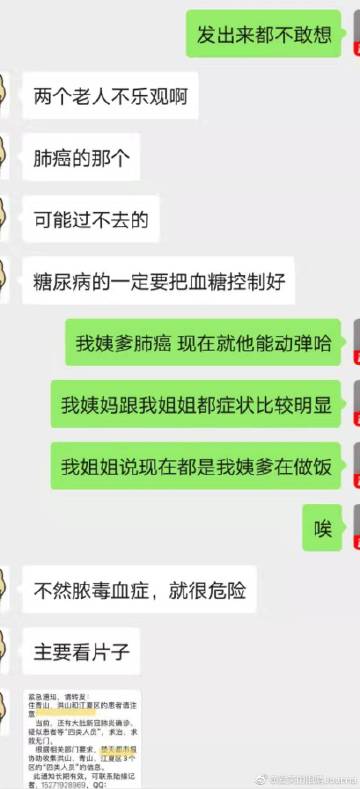 发出来都不敢想
两个老人不乐观啊
肺癌的那个
可能过不去的
糖尿病的一定要把血糖控制好
我姨爹肺癌 现在就他能动弹哈
我姨妈跟我姐姐都症状比较明显
我姐姐说现在都是我姨爹在做饭
唉
不然脓毒血症，就很危险
主要看片子
紧急通知，请转发：
住青山、洪山和江夏区的患者请注
意
当前，还有大批新冠肺炎确诊、
疑似患者等“四类人员”，求治、求
救无门。
根据相关部门要求，
协助收集洪山、青山、江夏区3个
区的“四类人员”的信息。
此通知长期有效。可联系陆掾记
者，15271928969，QQ：